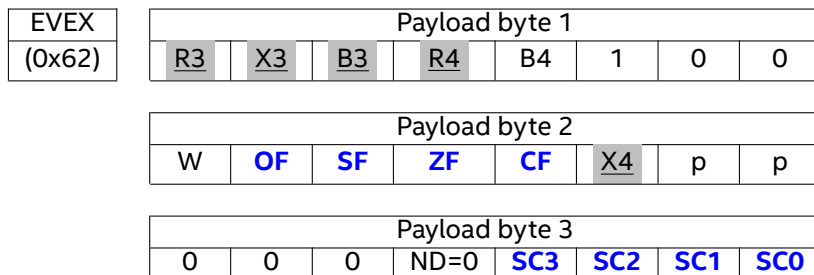 EVEX Payload byte 1
(0x62) R3 X3 B3 R4 B4 1 0 0
Payload byte 2
W OF SF ZF CF X4 p p
Payload byte 3
0 0 0 ND=0 SC3 SC2 SC1 SC0